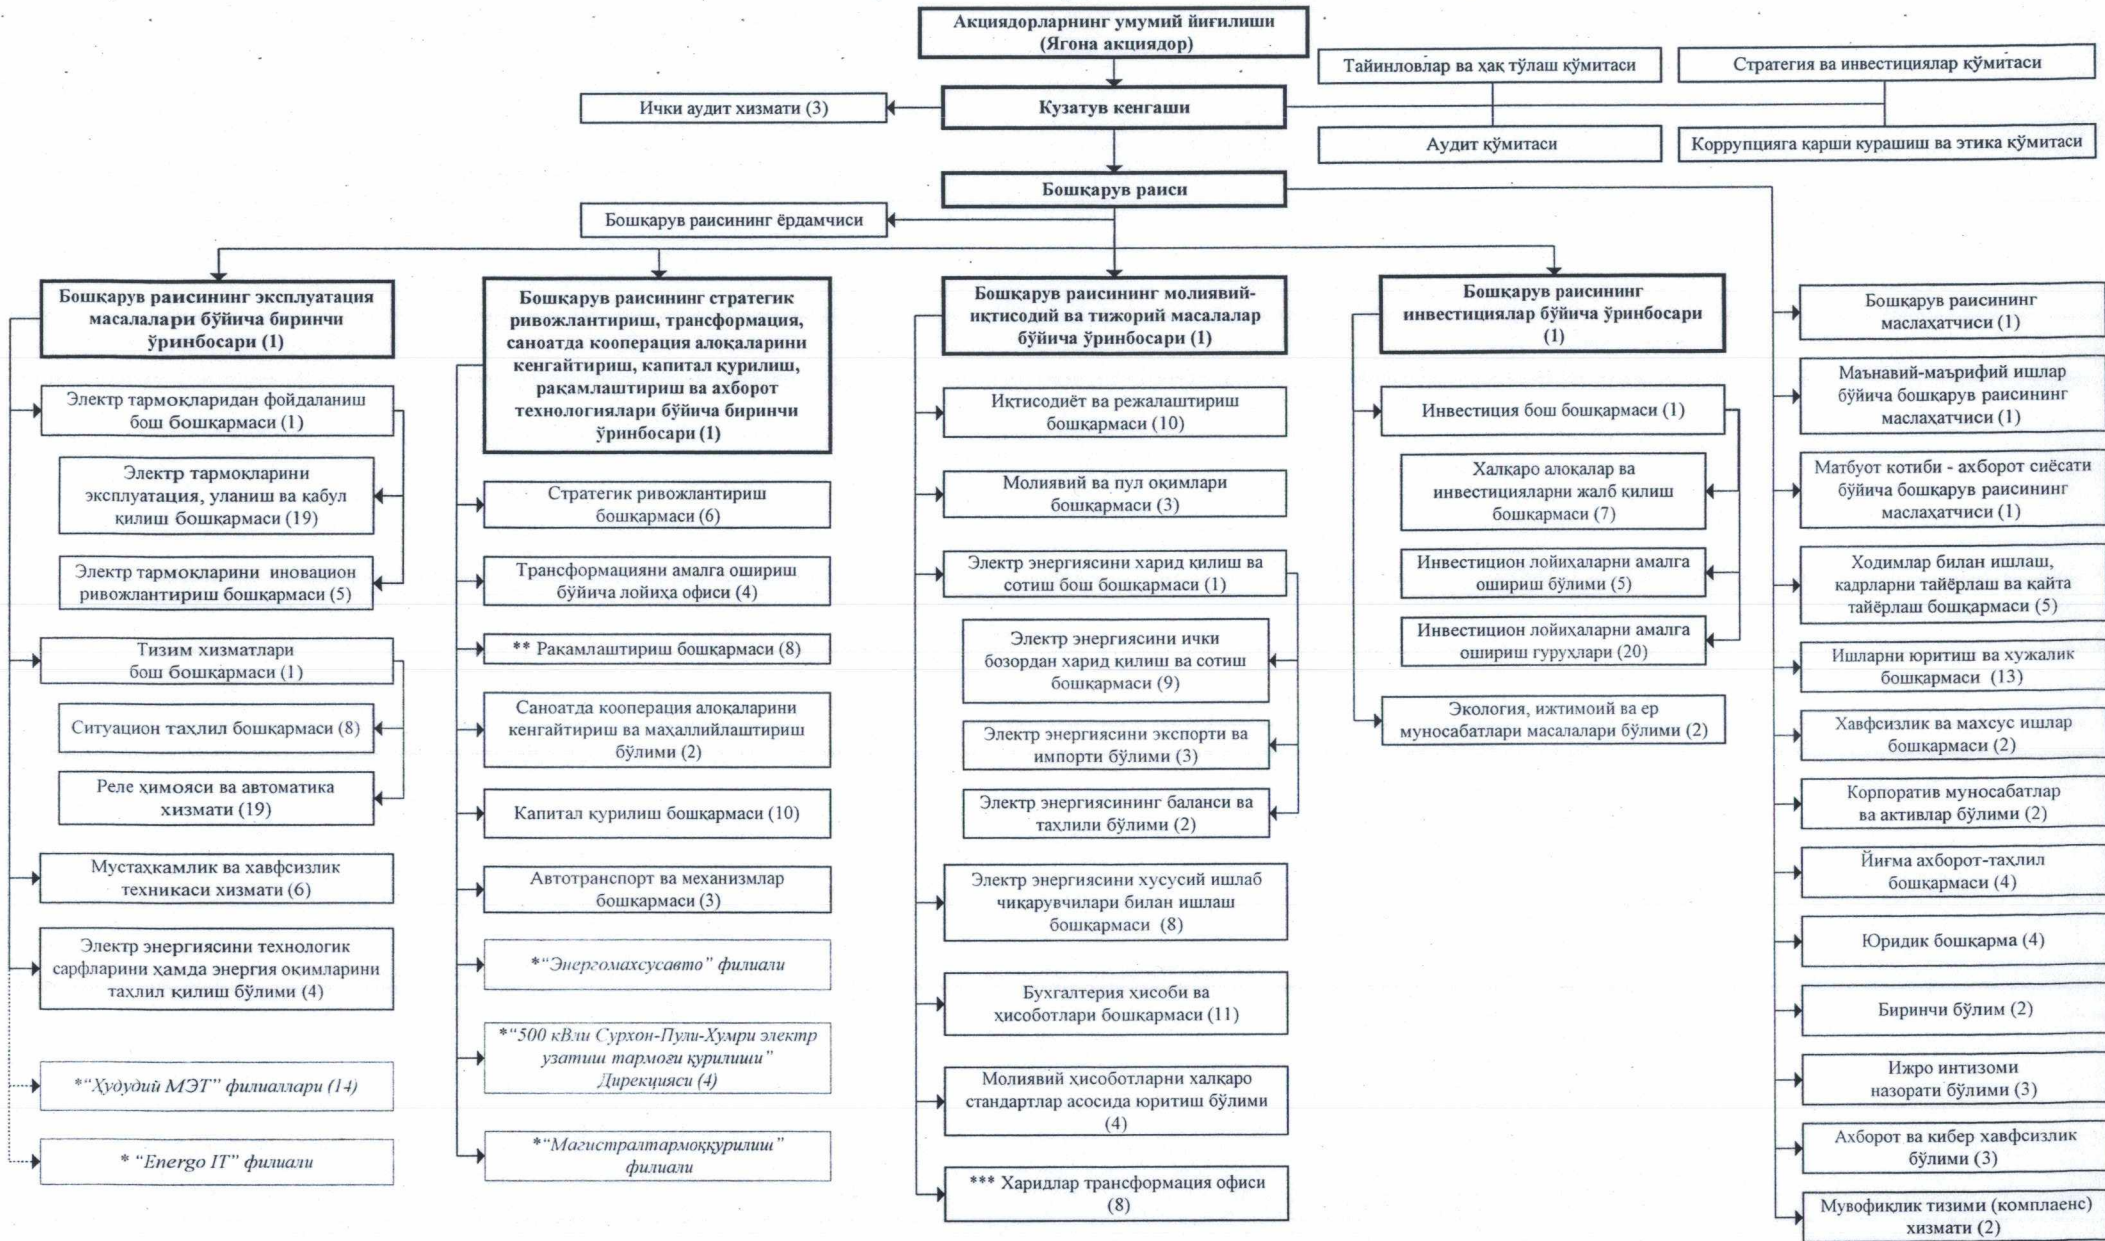 Акциядорларнинг умумий йиғилиши
(Ягона акциядор)
Тайинловлар ва ҳақ тўлаш қўмитаси
Стратегия ва инвестициялар қўмитаси
Ички аудит хизмати (3)
Кузатув кенгаши
Аудит қўмитаси
Коррупцияга карши курашиш ва этика қўмитаси
Бошқарув раиси
Бошқарув раисининг ёрдамчиси
Бошқарув раисининг эксплуатация
масалалари бўйича биринчи
ўринбосари (1)
Электр тармоқларидан фойдаланиш
бош бошқармаси (1)
Электр тармоқларини
эксплуатация, уланиш ва қабул
қилиш бошқармаси (19)
Электр тармоқларини иновацион
ривожлантириш бошқармаси (5)
Тизим хизматлари
бош бошқармаси (1)
Ситуацион таҳлил бошқармаси (8)
Реле ҳимояси ва автоматика
хизмати (19)
Мустаҳкамлик ва хавфсизлик
техникаси хизмати (6)
Электр энергиясини технологик
сарфларини ҳамда энергия оқимларини
таҳлил қилиш бўлими (4)
*“Ҳудудий МЭТ” филиаллари (14)
* “Energo IT” филиали
Бошқарув раисининг стратегик
ривожлантириш, трансформация,
саноатда кооперация алоқаларини
кенгайтириш, капитал қурилиш,
рақамлаштириш ва ахборот
технологиялари бўйича биринчи
ўринбосари (1)
Стратегик ривожлантириш
бошқармаси (6)
Трансформацияни амалга ошириш
бўйича лойиҳа офиси (4)
** Рақамлаштириш бошқармаси (8)
Саноатда кооперация алоқаларини
кенгайтириш ва маҳаллийлаштириш
бўлими (2)
Капитал қурилиш бошқармаси (10)
Автотранспорт ва механизмлар
бошқармаси (3)
*“Энергомахсусавто” филиали
*“500 кВли Сурхон-Пули-Хумри электр
узатиш тармоғи қурилиши”
Дирекцияси (4)
*“Магистралтармоққурилиш”
филиали
Бошқарув раисининг молиявий-
иқтисодий ва тижорий масалалар
бўйича ўринбосари (1)
Иқтисодиёт ва режалаштириш
бошқармаси (10)
Молиявий ва пул оқимлари
бошқармаси (3)
Электр энергиясини харид қилиш ва
сотиш бош бошқармаси (1)
Электр энергиясини ички
бозордан харид қилиш ва сотиш
бошқармаси (9)
Электр энергиясини экспорти ва
импорти бўлими (3)
Электр энергиясининг баланси ва
таҳлили бўлими (2)
Электр энергиясини хусусий ишлаб
чиқарувчилари билан ишлаш
бошқармаси (8)
Бухгалтерия ҳисоби ва
ҳисоботлари бошқармаси (11)
Молиявий ҳисоботларни халқаро
стандартлар асосида юритиш бўлими
(4)
*** Харидлар трансформация офиси
(8)
Бошқарув раисининг
инвестициялар бўйича ўринбосари
(1)
Инвестиция бош бошқармаси (1)
Халқаро алоқалар ва
инвестицияларни жалб қилиш
бошқармаси (7)
Инвестицион лойиҳаларни амалга
ошириш бўлими (5)
Инвестицион лойиҳаларни амалга
ошириш гуруҳлари (20)
Экология, ижтимоий ва ер
муносабатлари масалалари бўлими (2)
Бошқарув раисининг
маслаҳатчиси (1)
Маънавий-маърифий ишлар
бўйича бошқарув раисининг
маслаҳатчиси (1)
Матбуот котиби - ахборот сиёсати
бўйича бошқарув раисининг
маслаҳатчиси (1)
Ходимлар билан ишлаш,
кадрларни тайёрлаш ва қайта
тайёрлаш бошқармаси (5)
Ишларни юритиш ва хужалик
бошқармаси (13)
Хавфсизлик ва махсус ишлар
бошқармаси (2)
Корпоратив муносабатлар
ва активлар бўлими (2)
Йиғма ахборот-таҳлил
бошқармаси (4)
Юридик бошқарма (4)
Биринчи бўлим (2)
Ижро интизоми
назорати бўлими (3)
Ахборот ва кибер хавфсизлик
бўлими (3)
Мувофиқлик тизими (комплаенс)
хизмати (2)